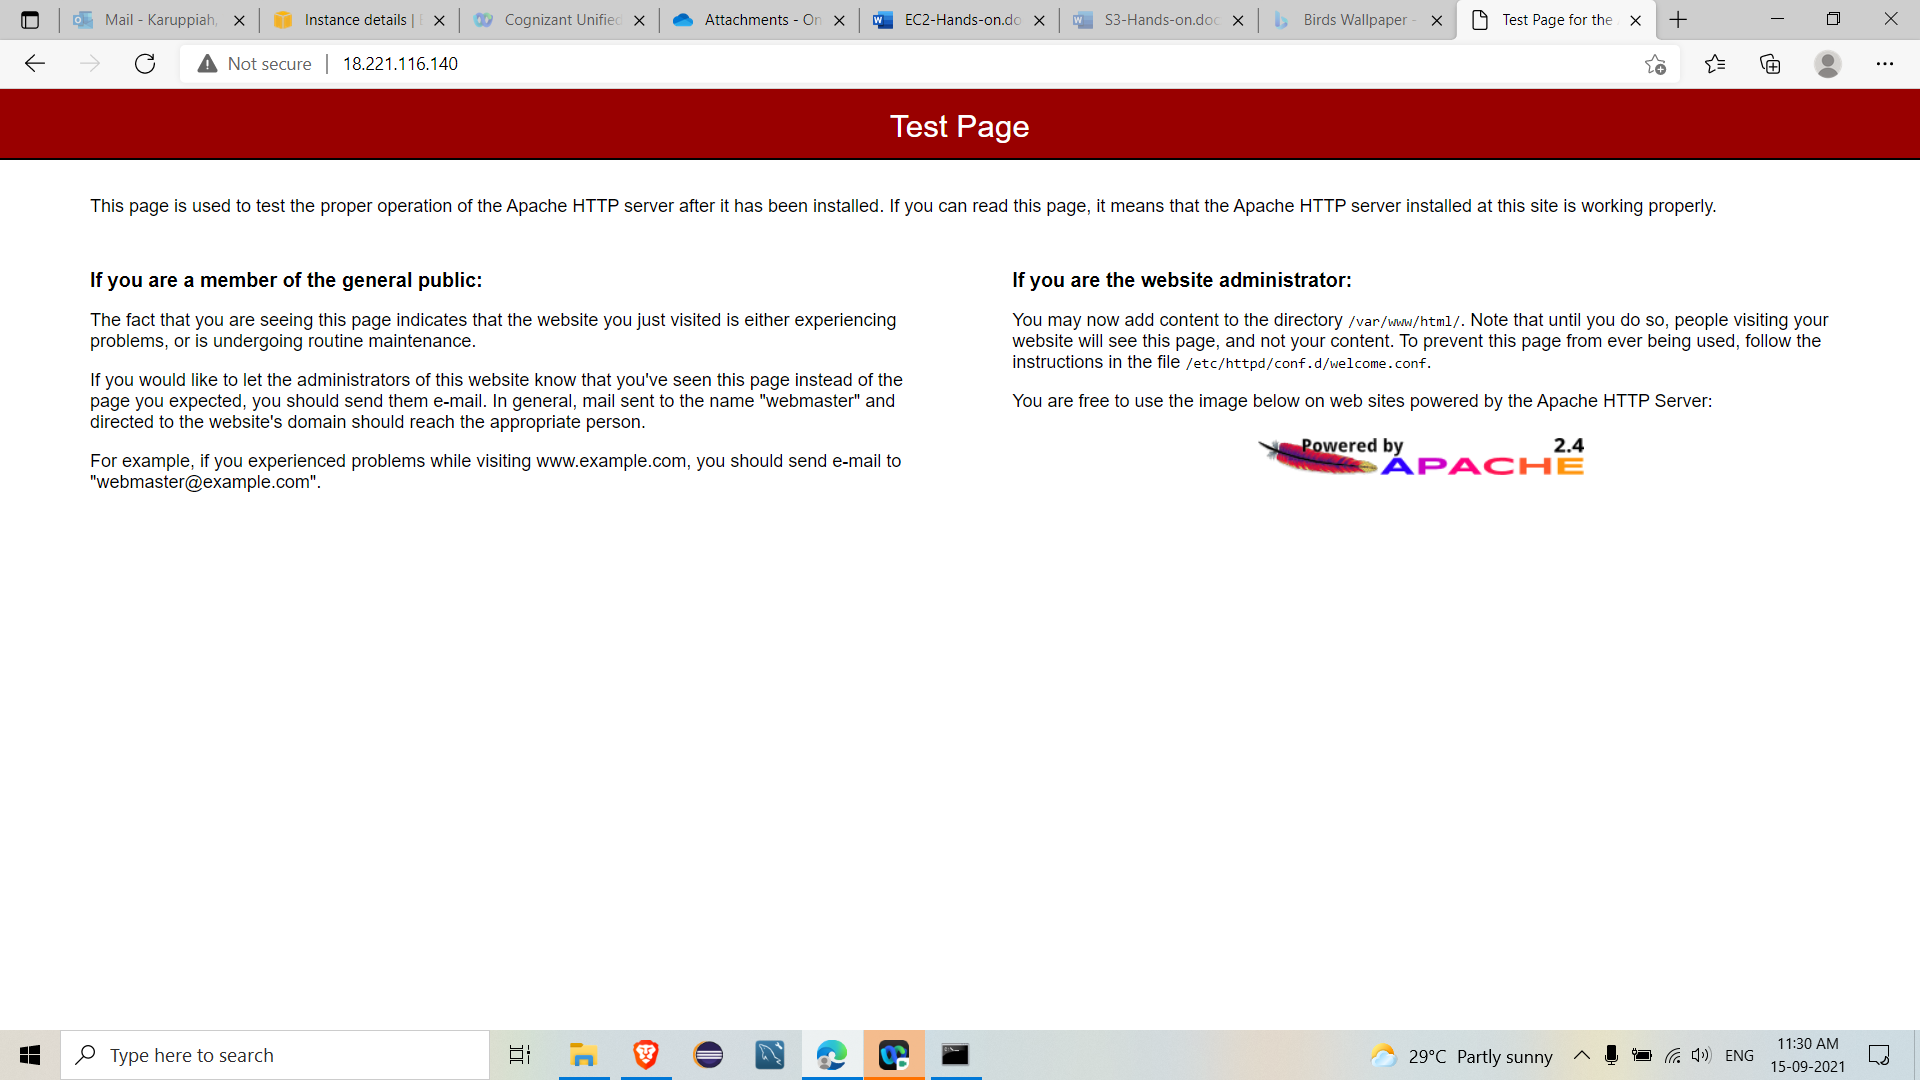 Mail - Karuppiah,
Instance details |
Cognizant Unified
Attachments - On
EC2-Hands-on.do
S3-Hands-on.doc
Birds Wallpaper -
Test Page for the
Not secure
18.221.116.140
Test Page
This page is used to test the proper operation of the Apache HTTP server after it has been installed. If you can read this page, it means that the Apache HTTP server installed at this site is working properly.
If you are a member of the general public:
The fact that you are seeing this page indicates that the website you just visited is either experiencing
problems, or is undergoing routine maintenance.
If you would like to let the administrators of this website know that you've seen this page instead of the
page you expected, you should send them e-mail. In general, mail sent to the name "webmaster" and
directed to the website's domain should reach the appropriate person.
For example, if you experienced problems while visiting www.example.com, you should send e-mail to
"webmaster@example.com".
If you are the website administrator:
You may now add content to the directory /var/www/html/. Note that until you do so, people visiting your
website will see this page, and not your content. To prevent this page from ever being used, follow the
instructions in the file /etc/httpd/conf.d/welcome.conf.
You are free to use the image below on web sites powered by the Apache HTTP Server:
Powered by 2.4
APACHE
Type here to search
29°C Partly sunny
ENG
11:30 AM
15-09-2021